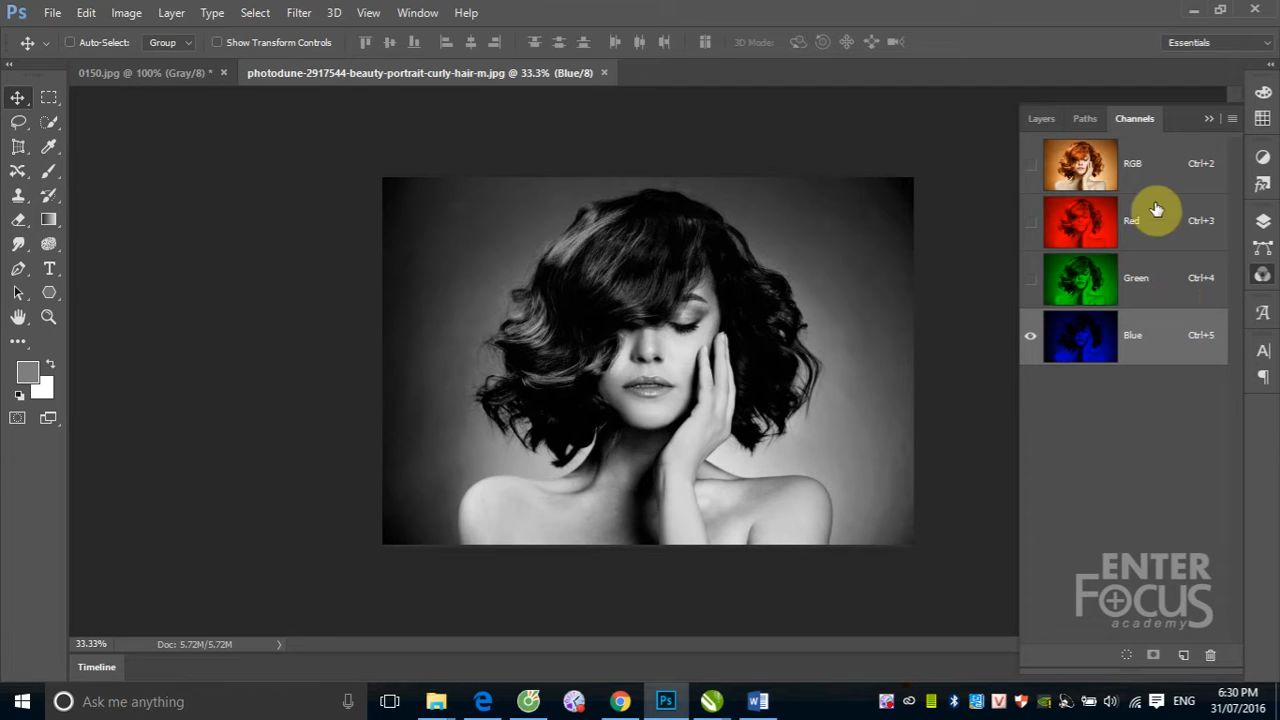 Ps File Edit Image Layer Type Select Filter 3D View Window Help
Auto-Select: Group Show Transform Controls 3D Mode: Essentials
0150.jpg @ 100% (Gray/8) * × photodune-2917544-beauty-portrait-curly-hair-m.jpg @ 33.3% (Blue/8) ×
Layers Paths Channels
RGB Ctrl+2
Red Ctrl+3
Green Ctrl+4
Blue Ctrl+5
ENTER
FOCUS
academy
33.33% Doc: 5.72M/5.72M
Timeline
Ask me anything
ENG
6:30 PM
31/07/2016